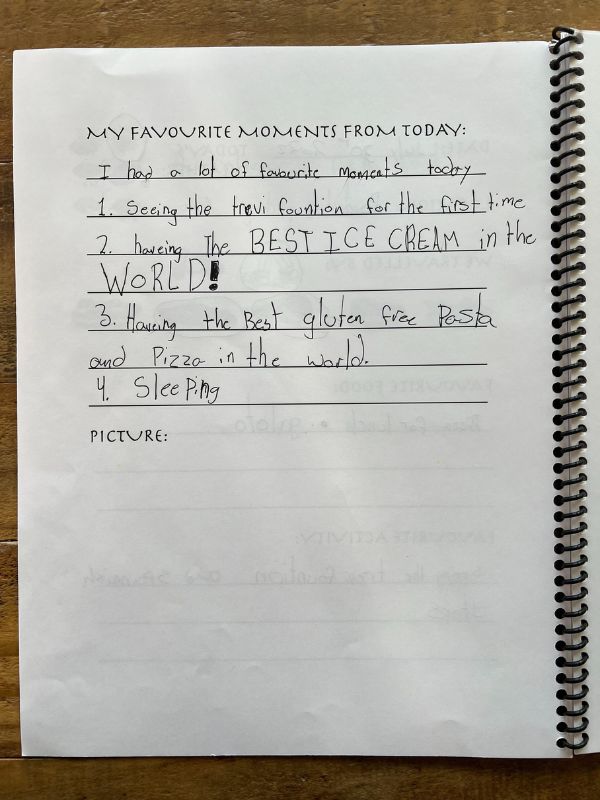 MY FAVOURITE MOMENTS FROM TODAY:
I had a lot of favourite Moments today
1. Seeing the trevi fountion for the first time
2. haveing The BEST ICE CREAM in the
WORLD!
3. Haveing the Best gluten free Pasta
and Pizza in the world.
4. Sleeping
PICTURE: